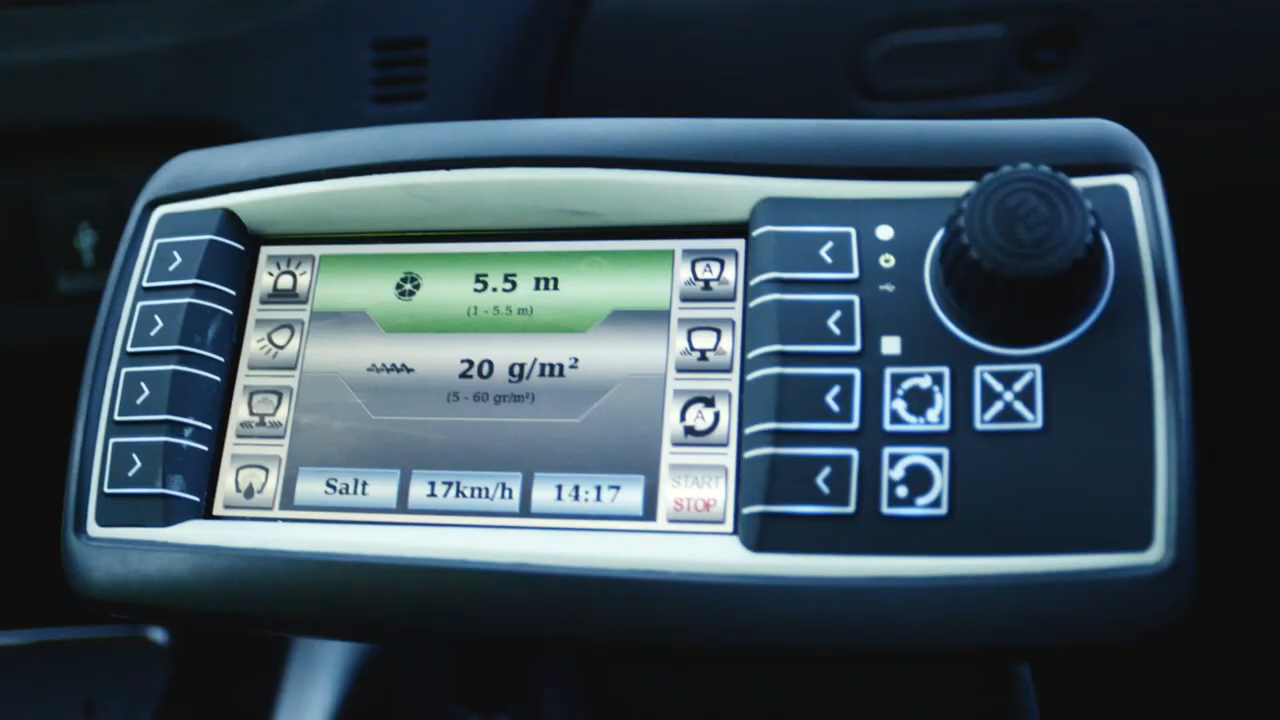 5.5 m
(1 - 5.5 m)
20 g/m²
(5 - 60 gr/m²)
Salt
17km/h
14:17
A
A
START
STOP